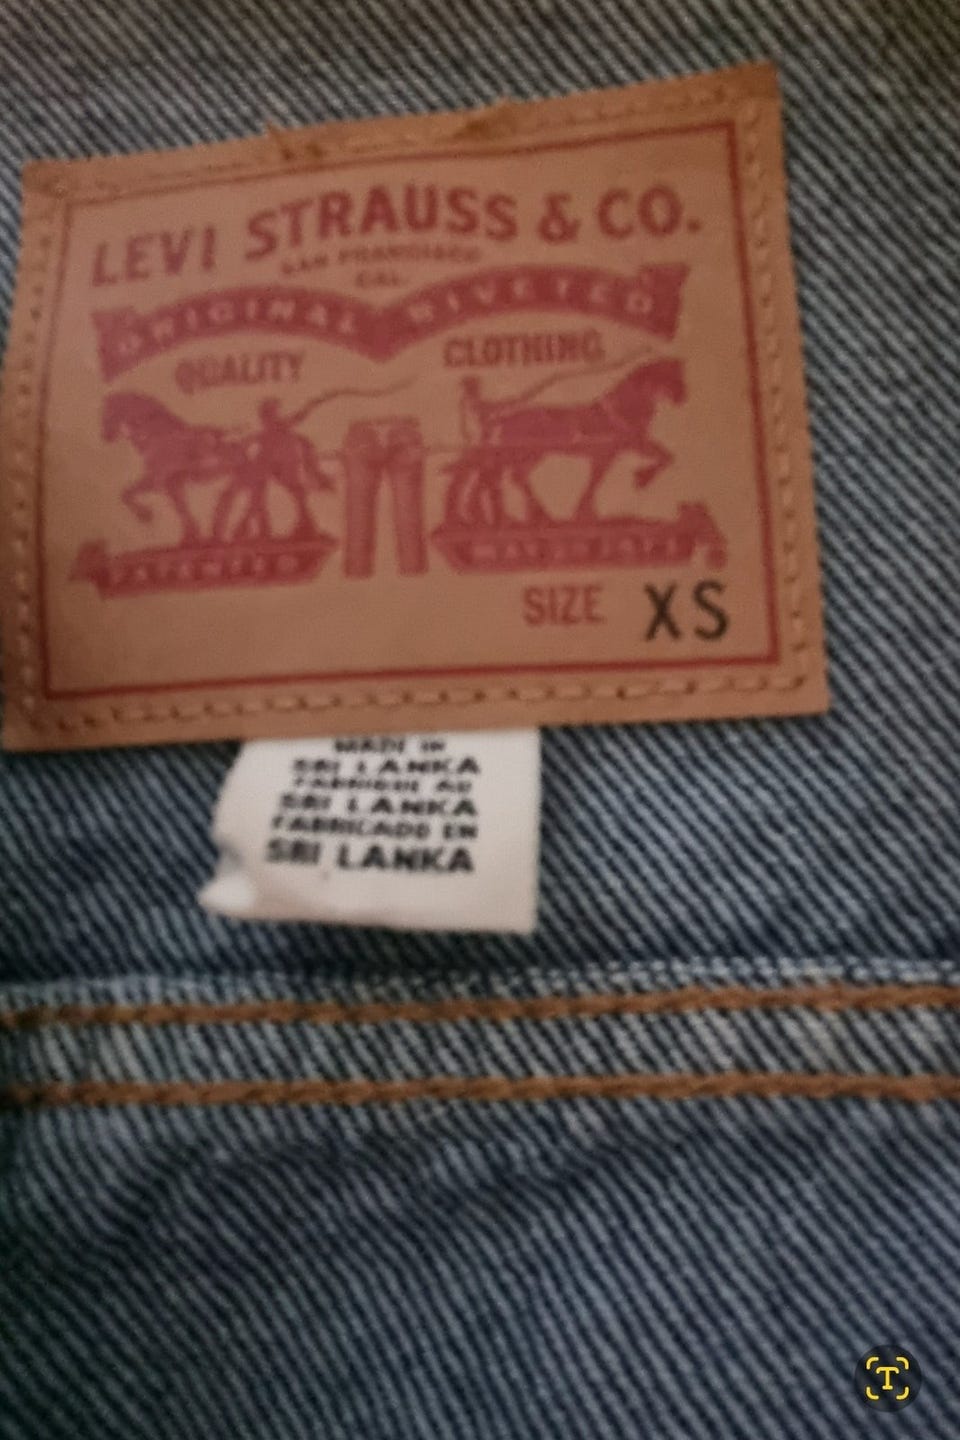 LEVI STRAUSS & CO.
SAN FRANCISCO
CAL.
ORIGINAL RIVETED
QUALITY CLOTHING
PATENTED
SIZE XS
MADE IN
SRI LANKA
FABRIQUE AU
SRI LANKA
FABRICADO EN
SRI LANKA